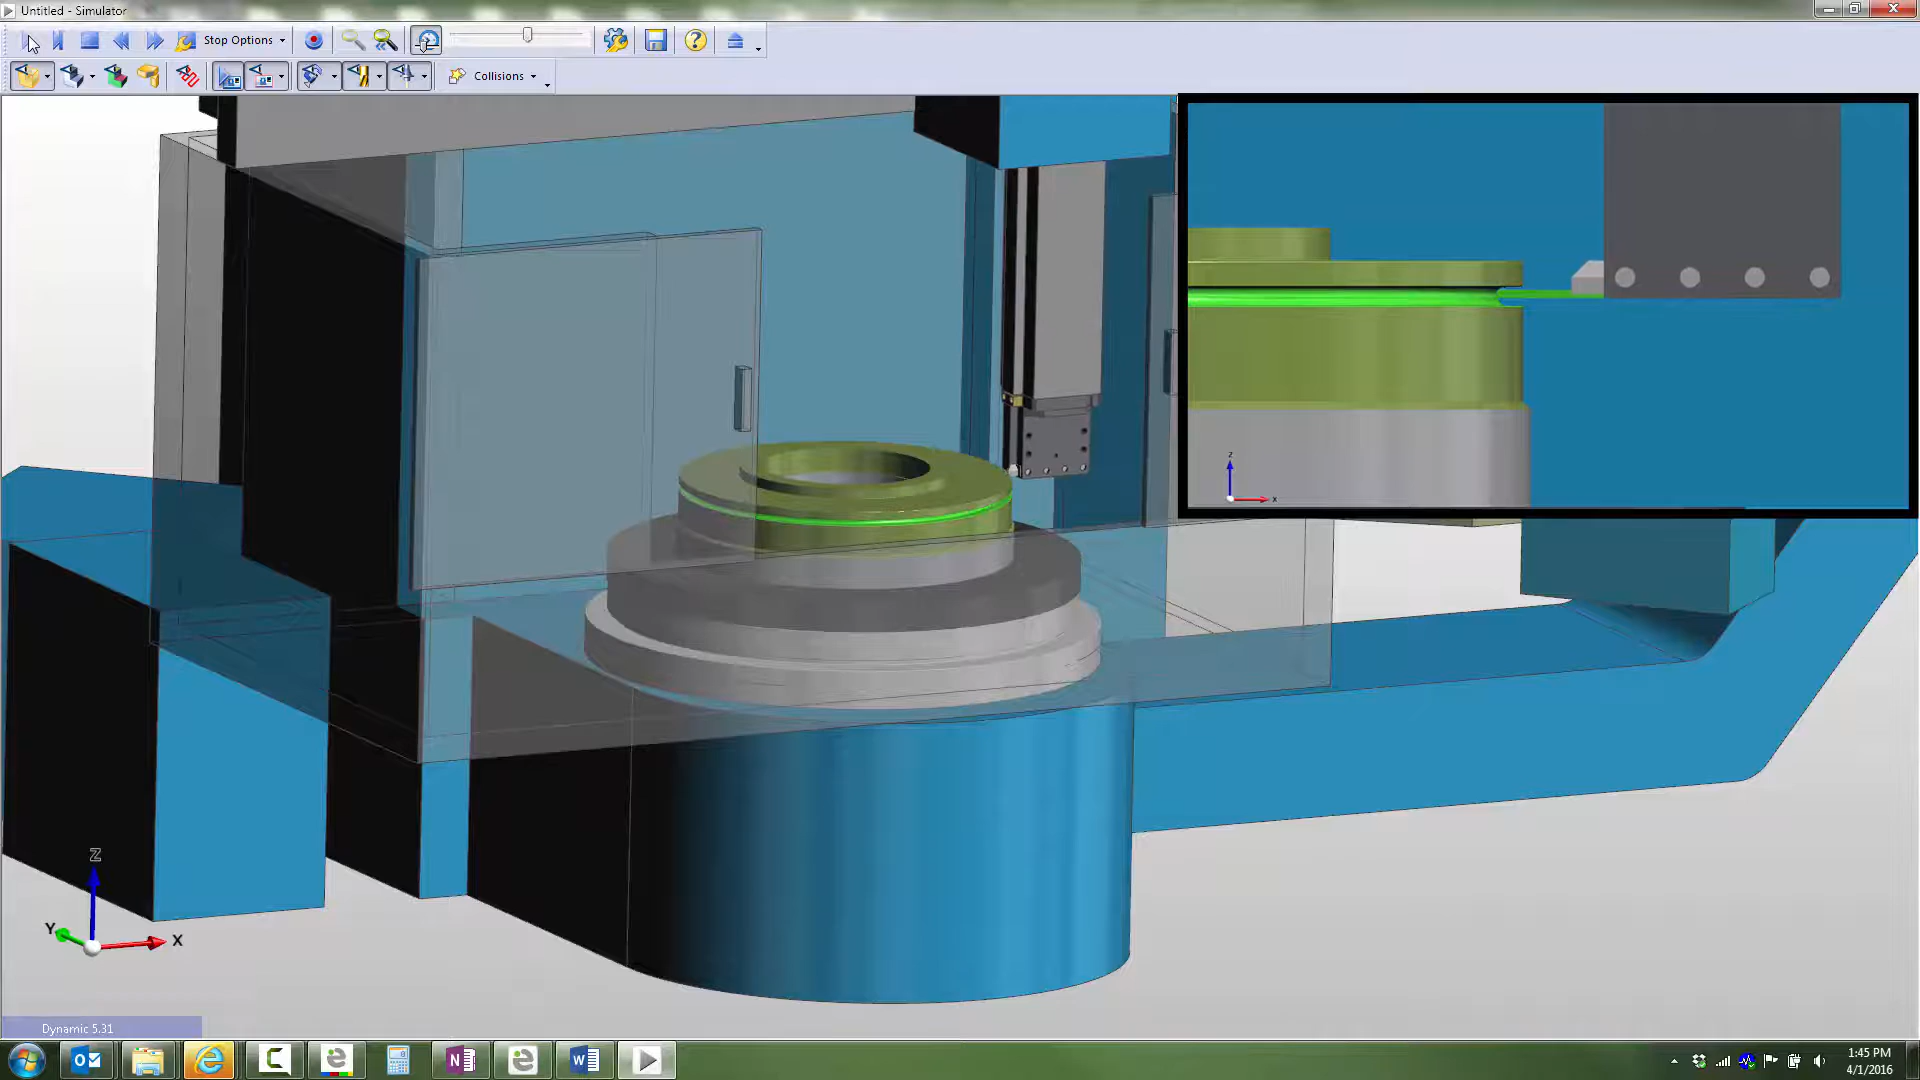 Untitled - Simulator
Stop Options
Collisions
z
x
Z
Y
X
Dynamic 5.31
1:45 PM
4/1/2016